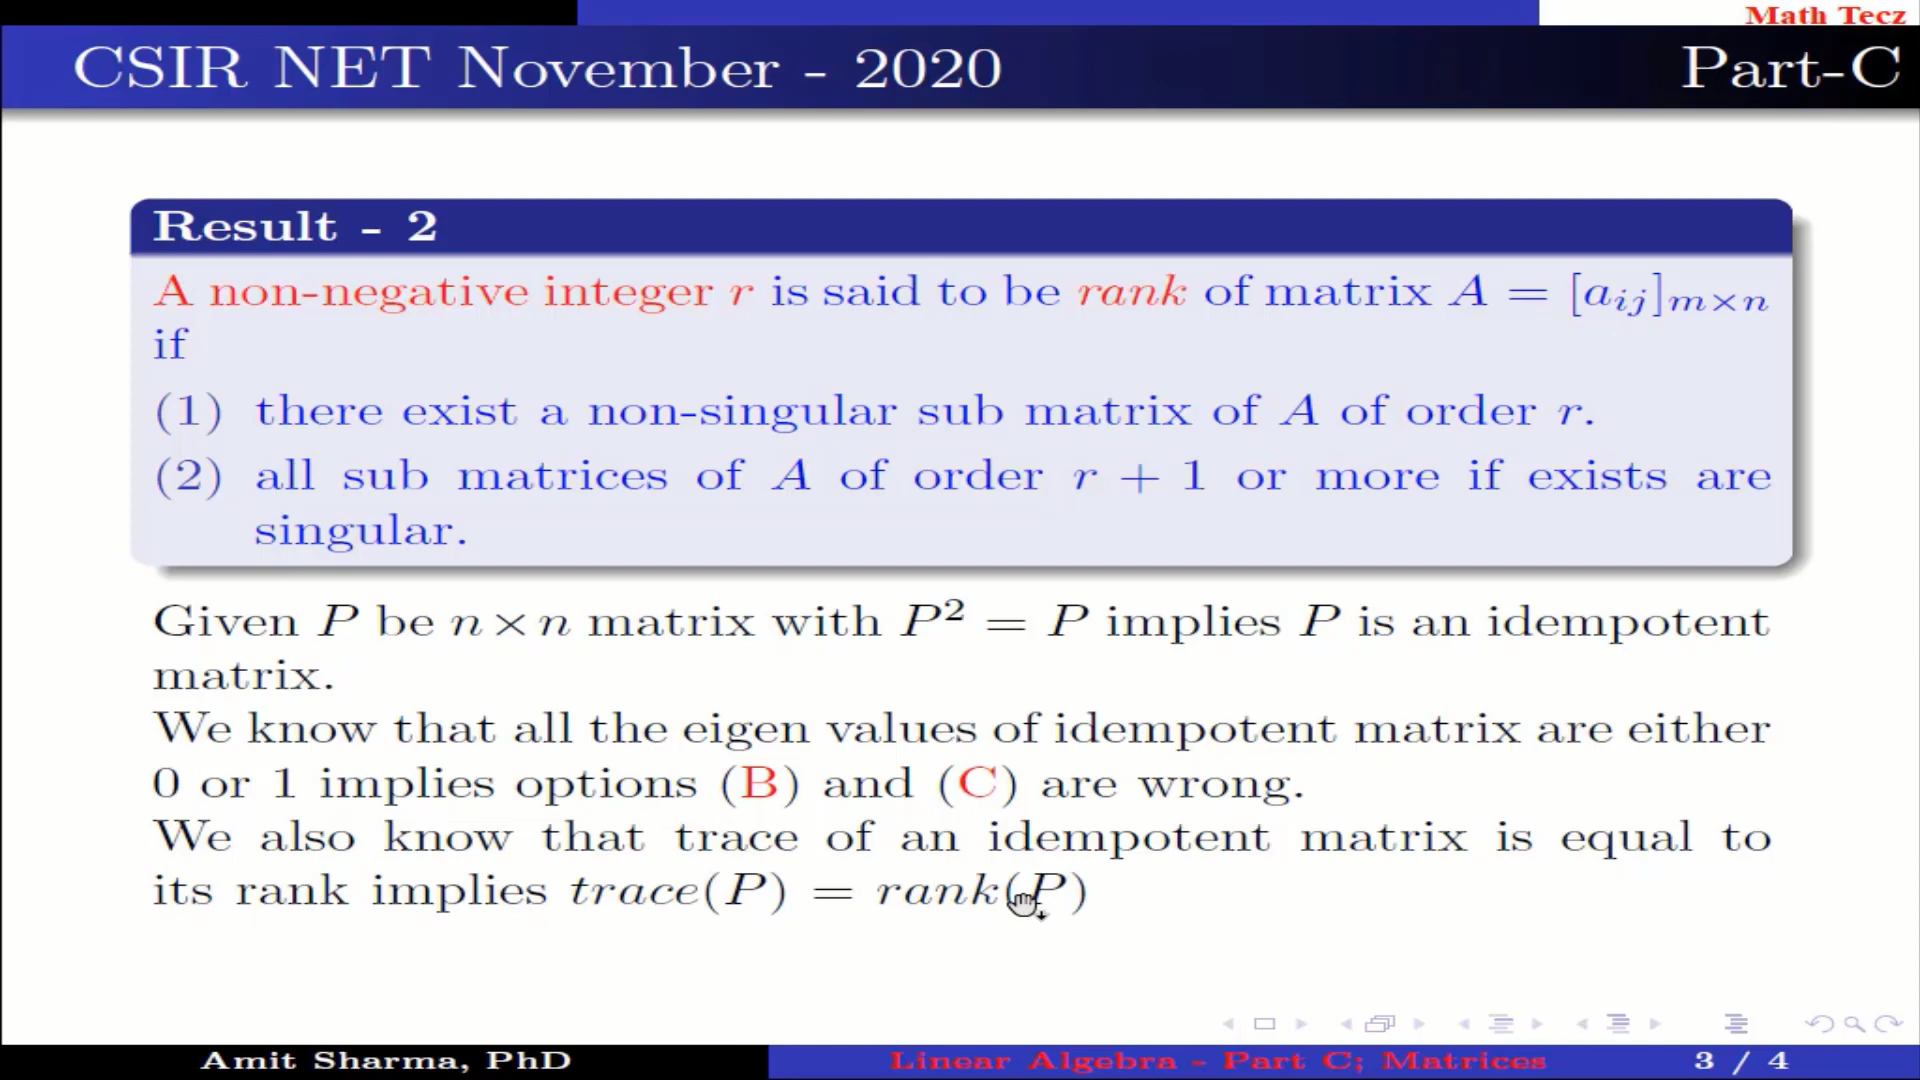 Math Tecz
CSIR NET November - 2020 Part-C
Result - 2
A non-negative integer r is said to be rank of matrix A = [a_{ij}]_{m×n}
if
(1) there exist a non-singular sub matrix of A of order r.
(2) all sub matrices of A of order r + 1 or more if exists are
singular.
Given P be n × n matrix with P² = P implies P is an idempotent
matrix.
We know that all the eigen values of idempotent matrix are either
0 or 1 implies options (B) and (C) are wrong.
We also know that trace of an idempotent matrix is equal to
its rank implies trace(P) = rank(P)
Amit Sharma, PhD Linear Algebra - Part C; Matrices 3 / 4